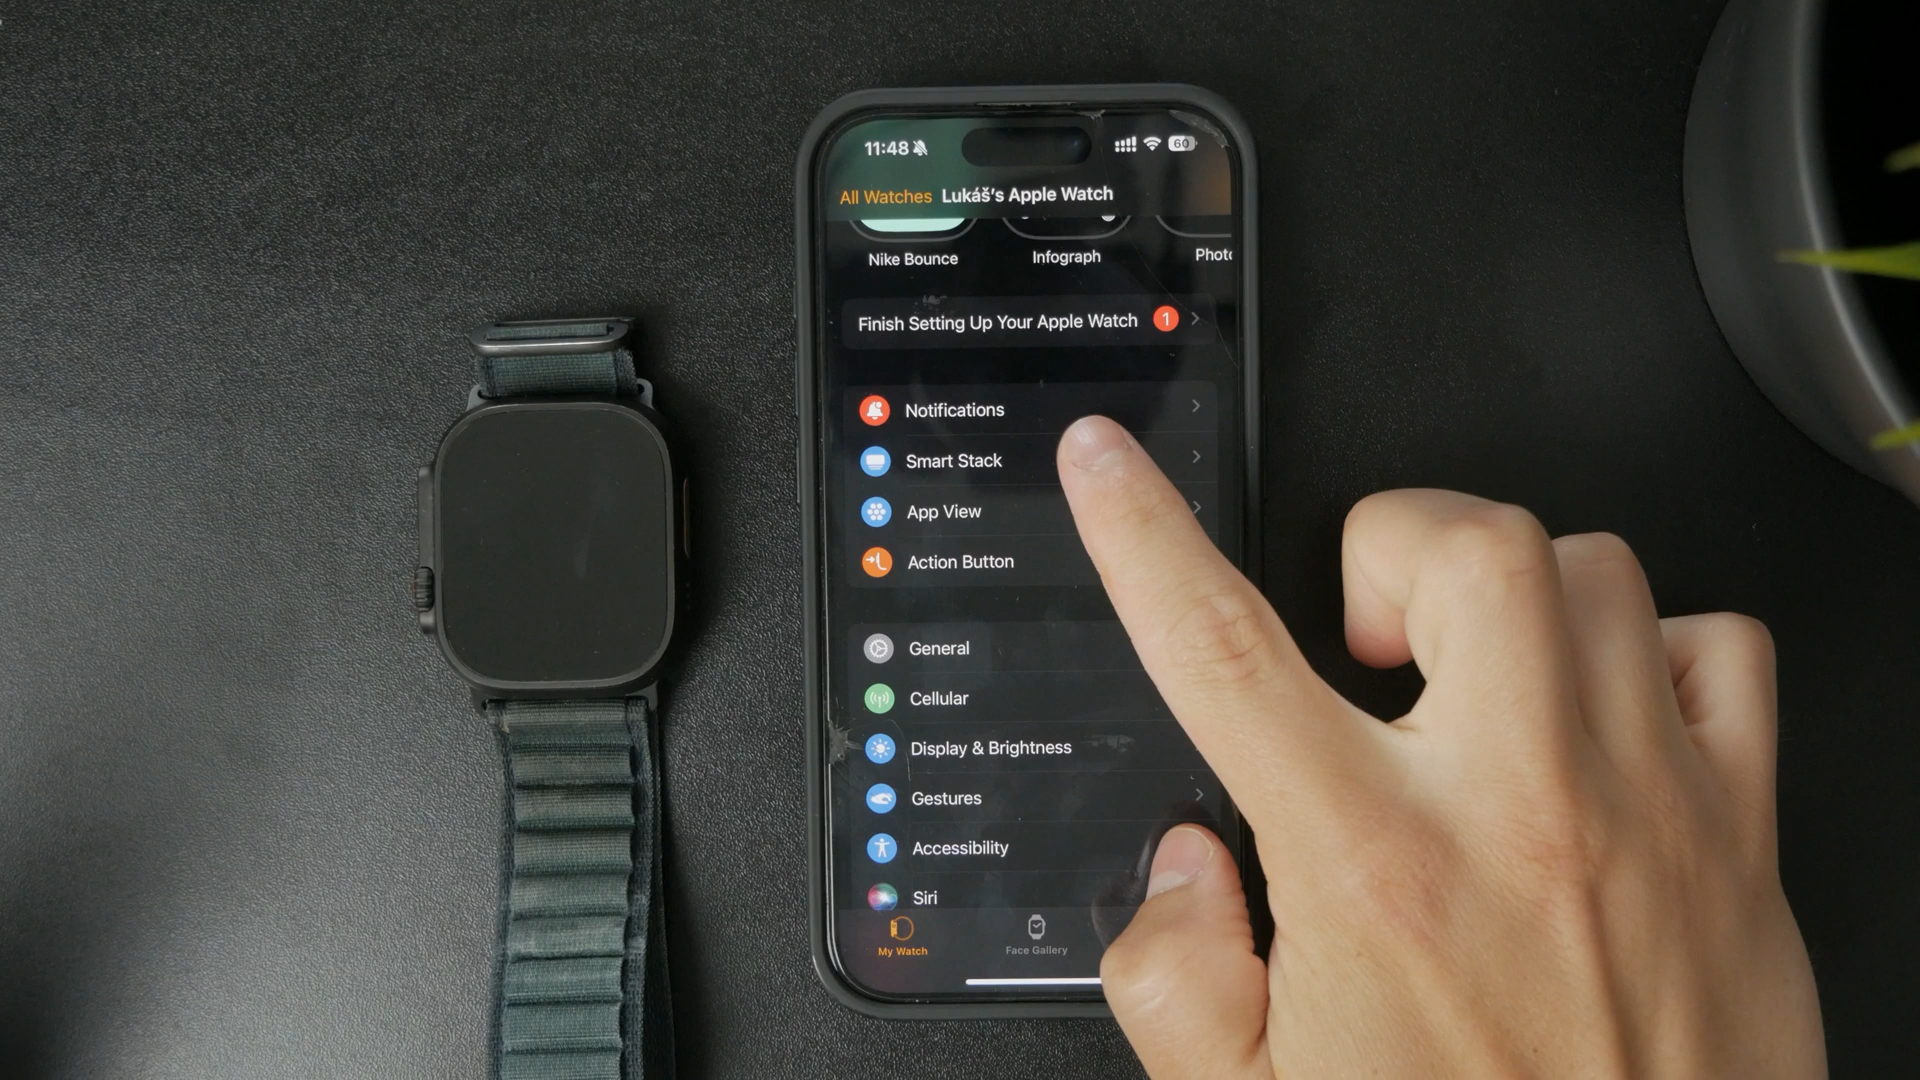 11:48
60
All Watches Lukáš's Apple Watch
Nike Bounce
Infograph
Photo
Finish Setting Up Your Apple Watch 1
Notifications
Smart Stack
App View
Action Button
General
Cellular
Display & Brightness
Gestures
Accessibility
Siri
My Watch
Face Gallery